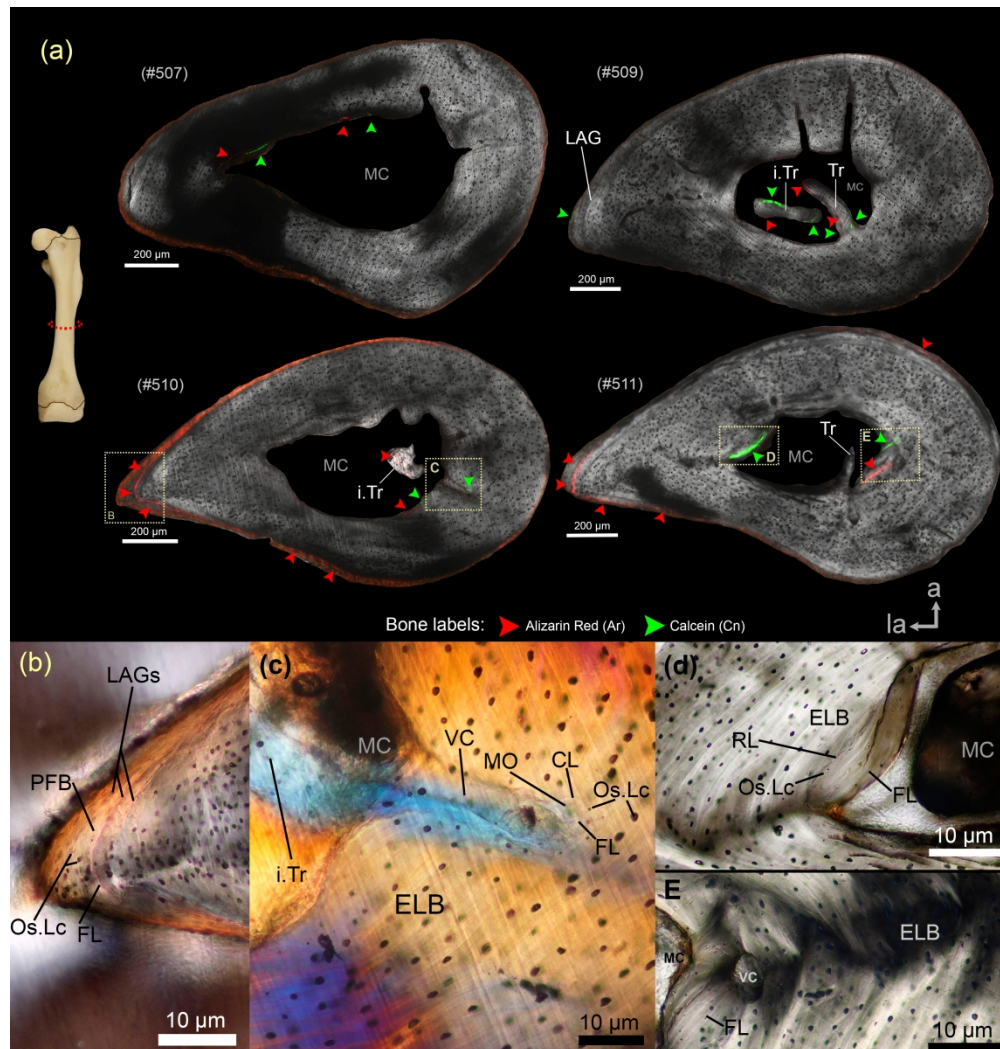 (a)
(#507)
(#509)
LAG
i.Tr
Tr
MC
MC
200 µm
200 µm
(#510)
(#511)
MC
i.Tr
C
B
200 µm
Tr
E
D
MC
200 µm
a
la
Bone labels: Alizarin Red (Ar) Calcein (Cn)
(b)
LAGs
PFB
Os.Lc
FL
10 µm
(c)
MC
VC
MO
CL
Os.Lc
FL
i.Tr
ELB
10 µm
(d)
ELB
RL
MC
Os.Lc
FL
10 µm
E
ELB
MC
VC
FL
10 µm